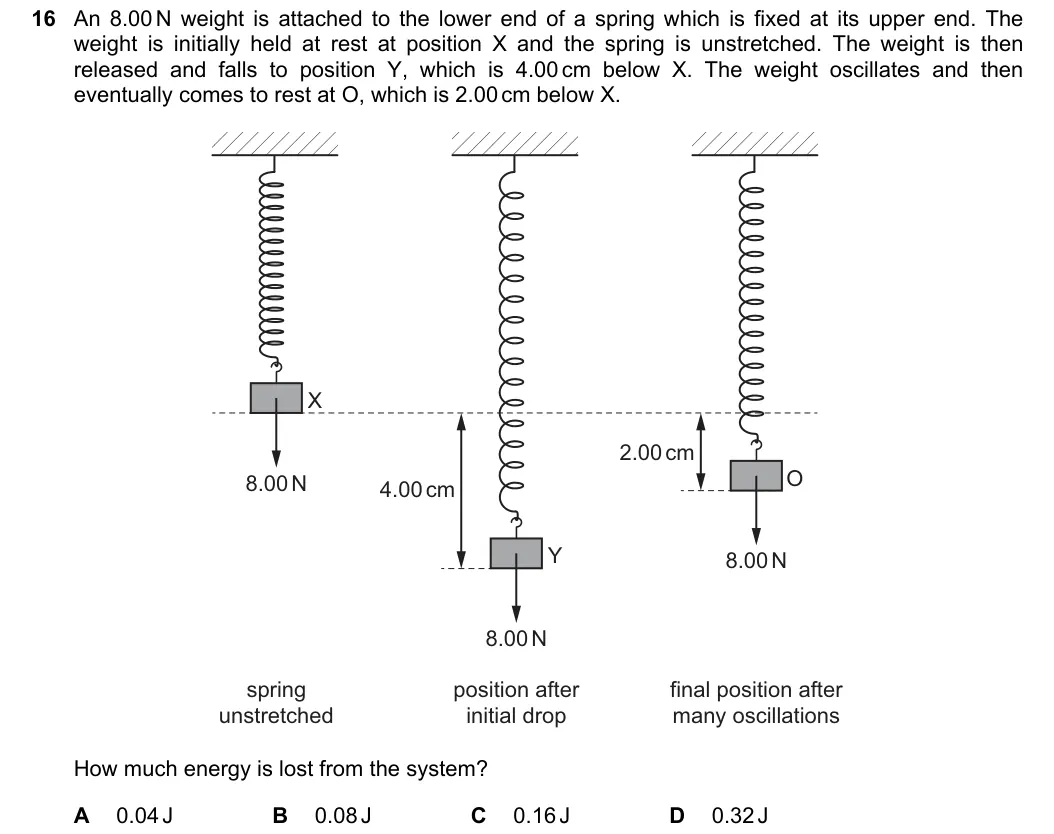 16 An 8.00 N weight is attached to the lower end of a spring which is fixed at its upper end. The
weight is initially held at rest at position X and the spring is unstretched. The weight is then
released and falls to position Y, which is 4.00 cm below X. The weight oscillates and then
eventually comes to rest at O, which is 2.00 cm below X.
X
8.00 N
4.00 cm
Y
8.00 N
2.00 cm
O
8.00 N
spring
unstretched
position after
initial drop
final position after
many oscillations
How much energy is lost from the system?
A 0.04 J B 0.08 J C 0.16 J D 0.32 J